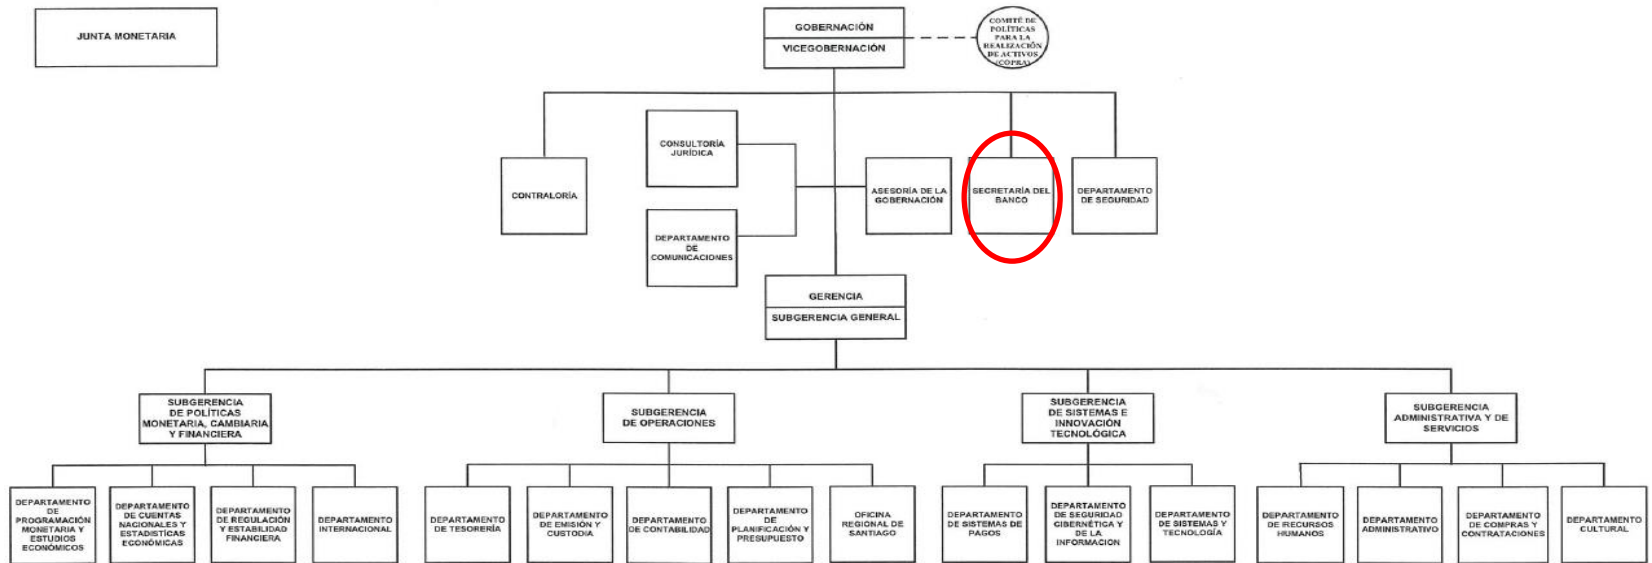 JUNTA MONETARIA
GOBERNACIÓN
VICEGOBERNACIÓN
COMITÉ DE
POLÍTICAS
PARA LA
REALIZACIÓN
DE ACTIVOS
(COPRA)
CONSULTORÍA
JURÍDICA
CONTRALORÍA
ASESORÍA DE LA
GOBERNACIÓN
SECRETARÍA DEL
BANCO
DEPARTAMENTO
DE SEGURIDAD
DEPARTAMENTO
DE
COMUNICACIONES
GERENCIA
SUBGERENCIA GENERAL
SUBGERENCIA
DE POLÍTICAS
MONETARIA, CAMBIARIA
Y FINANCIERA
SUBGERENCIA
DE OPERACIONES
SUBGERENCIA
DE SISTEMAS E
INNOVACIÓN
TECNOLÓGICA
SUBGERENCIA
ADMINISTRATIVA Y DE
SERVICIOS
DEPARTAMENTO
DE
PROGRAMACIÓN
MONETARIA Y
ESTUDIOS
ECONÓMICOS
DEPARTAMENTO
DE CUENTAS
NACIONALES Y
ESTADISTÍCAS
ECONÓMICAS
DEPARTAMENTO
DE REGULACIÓN
Y ESTABILIDAD
FINANCIERA
DEPARTAMENTO
INTERNACIONAL
DEPARTAMENTO
DE TESORERÍA
DEPARTAMENTO
DE EMISIÓN Y
CUSTODIA
DEPARTAMENTO
DE CONTABILIDAD
DEPARTAMENTO
DE
PLANIFICACIÓN Y
PRESUPUESTO
OFICINA
REGIONAL DE
SANTIAGO
DEPARTAMENTO
DE SISTEMAS DE
PAGOS
DEPARTAMENTO
DE SEGURIDAD
CIBERNÉTICA Y
DE LA
INFORMACION
DEPARTAMENTO
DE SISTEMAS Y
TECNOLOGÍA
DEPARTAMENTO
DE RECURSOS
HUMANOS
DEPARTAMENTO
ADMINISTRATIVO
DEPARTAMENTO
DE COMPRAS Y
CONTRATACIONES
DEPARTAMENTO
CULTURAL